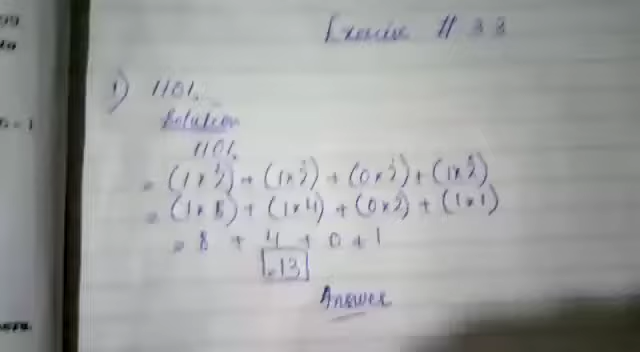 99
Exercise # 3 3
1) 1101.
Solution
1101.
= (1 × 2³) + (1 × 2²) + (0 × 2¹) + (1 × 2⁰)
= (1 × 8) + (1 × 4) + (0 × 2) + (1 × 1)
= 8 + 4 + 0 + 1
= 13
Answer